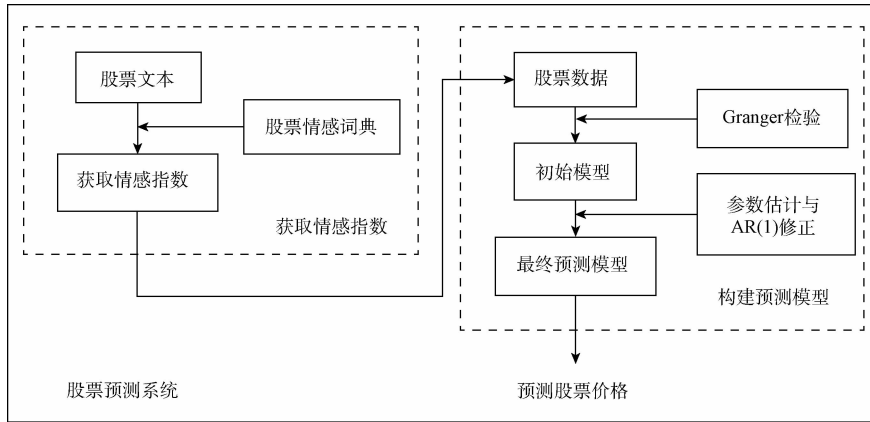 股票文本
股票情感词典
获取情感指数
获取情感指数
股票数据
Granger检验
初始模型
参数估计与
AR(1)修正
最终预测模型
构建预测模型
股票预测系统
预测股票价格